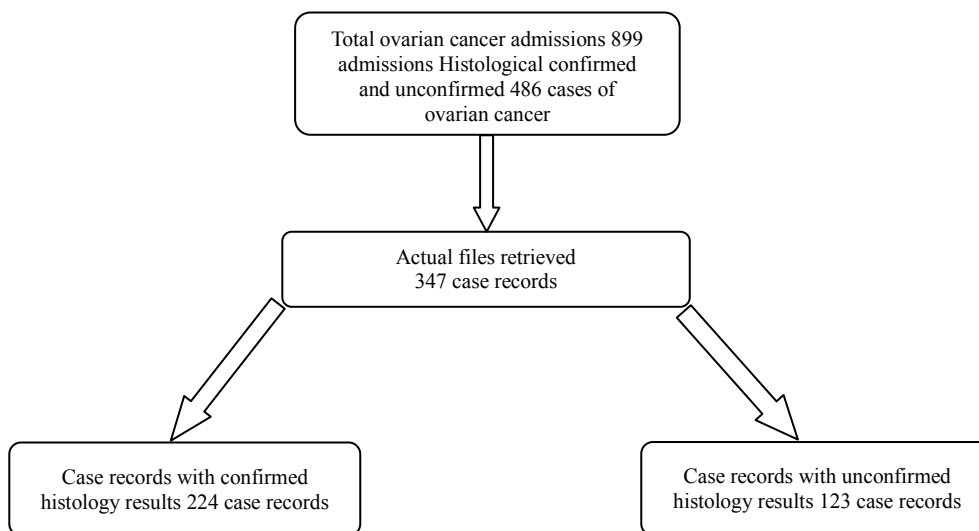 Total ovarian cancer admissions 899
admissions Histological confirmed
and unconfirmed 486 cases of
ovarian cancer
Actual files retrieved
347 case records
Case records with confirmed
histology results 224 case records
Case records with unconfirmed
histology results 123 case records